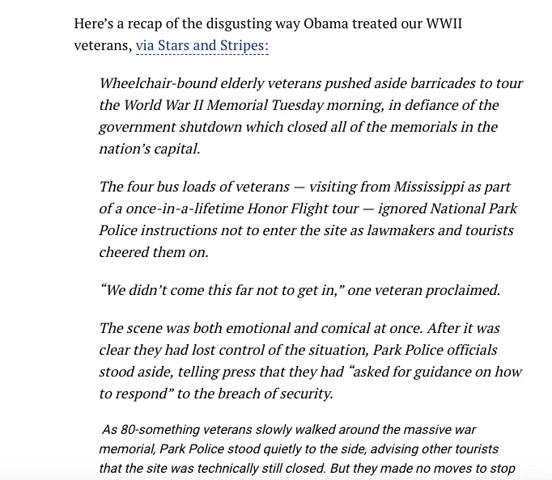 Here’s a recap of the disgusting way Obama treated our WWII
veterans, via Stars and Stripes:
Wheelchair-bound elderly veterans pushed aside barricades to tour
the World War II Memorial Tuesday morning, in defiance of the
government shutdown which closed all of the memorials in the
nation’s capital.
The four bus loads of veterans — visiting from Mississippi as part
of a once-in-a-lifetime Honor Flight tour — ignored National Park
Police instructions not to enter the site as lawmakers and tourists
cheered them on.
“We didn’t come this far not to get in,” one veteran proclaimed.
The scene was both emotional and comical at once. After it was
clear they had lost control of the situation, Park Police officials
stood aside, telling press that they had “asked for guidance on how
to respond” to the breach of security.
As 80-something veterans slowly walked around the massive war
memorial, Park Police stood quietly to the side, advising other tourists
that the site was technically still closed. But they made no moves to stop